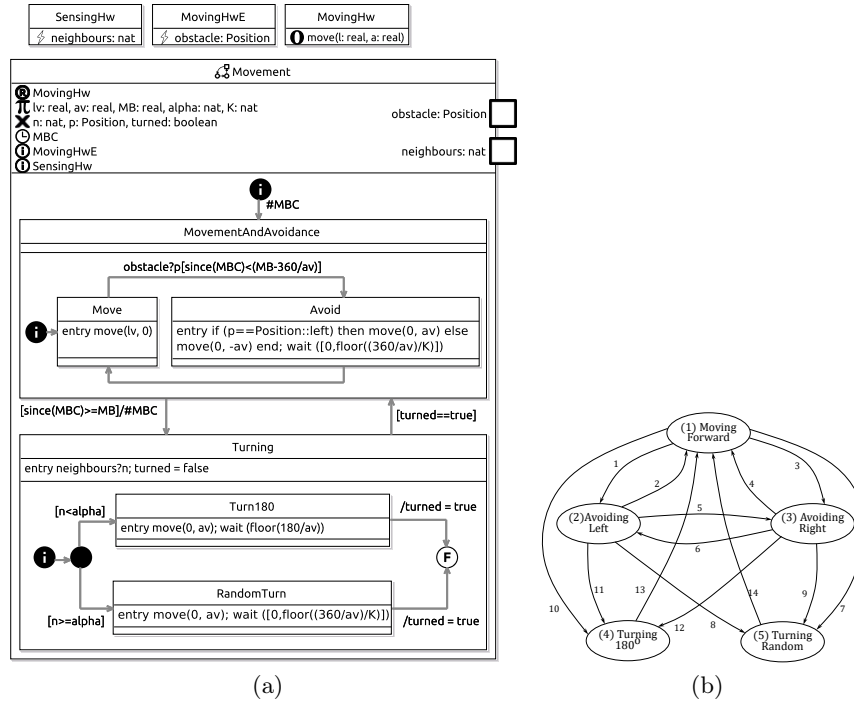 SensingHw
neighbours: nat
MovingHwE
obstacle: Position
MovingHw
O move(l: real, a: real)
Movement
R MovingHw
π lv: real, av: real, MB: real, alpha: nat, K: nat
X n: nat, p: Position, turned: boolean
MBC
i MovingHwE
i SensingHw
obstacle: Position
neighbours: nat
i
#MBC
MovementAndAvoidance
obstacle?p[since(MBC)<(MB-360/av)]
i
Move
entry move(lv, 0)
Avoid
entry if (p==Position::left) then move(0, av) else
move(0, -av) end; wait ([0,floor((360/av)/K)])
[since(MBC)>=MB]/#MBC
[turned==true]
Turning
entry neighbours?n; turned = false
[n<alpha]
Turn180
entry move(0, av); wait (floor(180/av))
/turned = true
i
F
[n>=alpha]
RandomTurn
entry move(0, av); wait ([0,floor((360/av)/K)])
/turned = true
(a)
(1) Moving
Forward
1
2
3
4
(2)Avoiding
Left
5
6
(3) Avoiding
Right
10
11
13
14
9
7
12
8
(4) Turning
180⁰
(5) Turning
Random
(b)